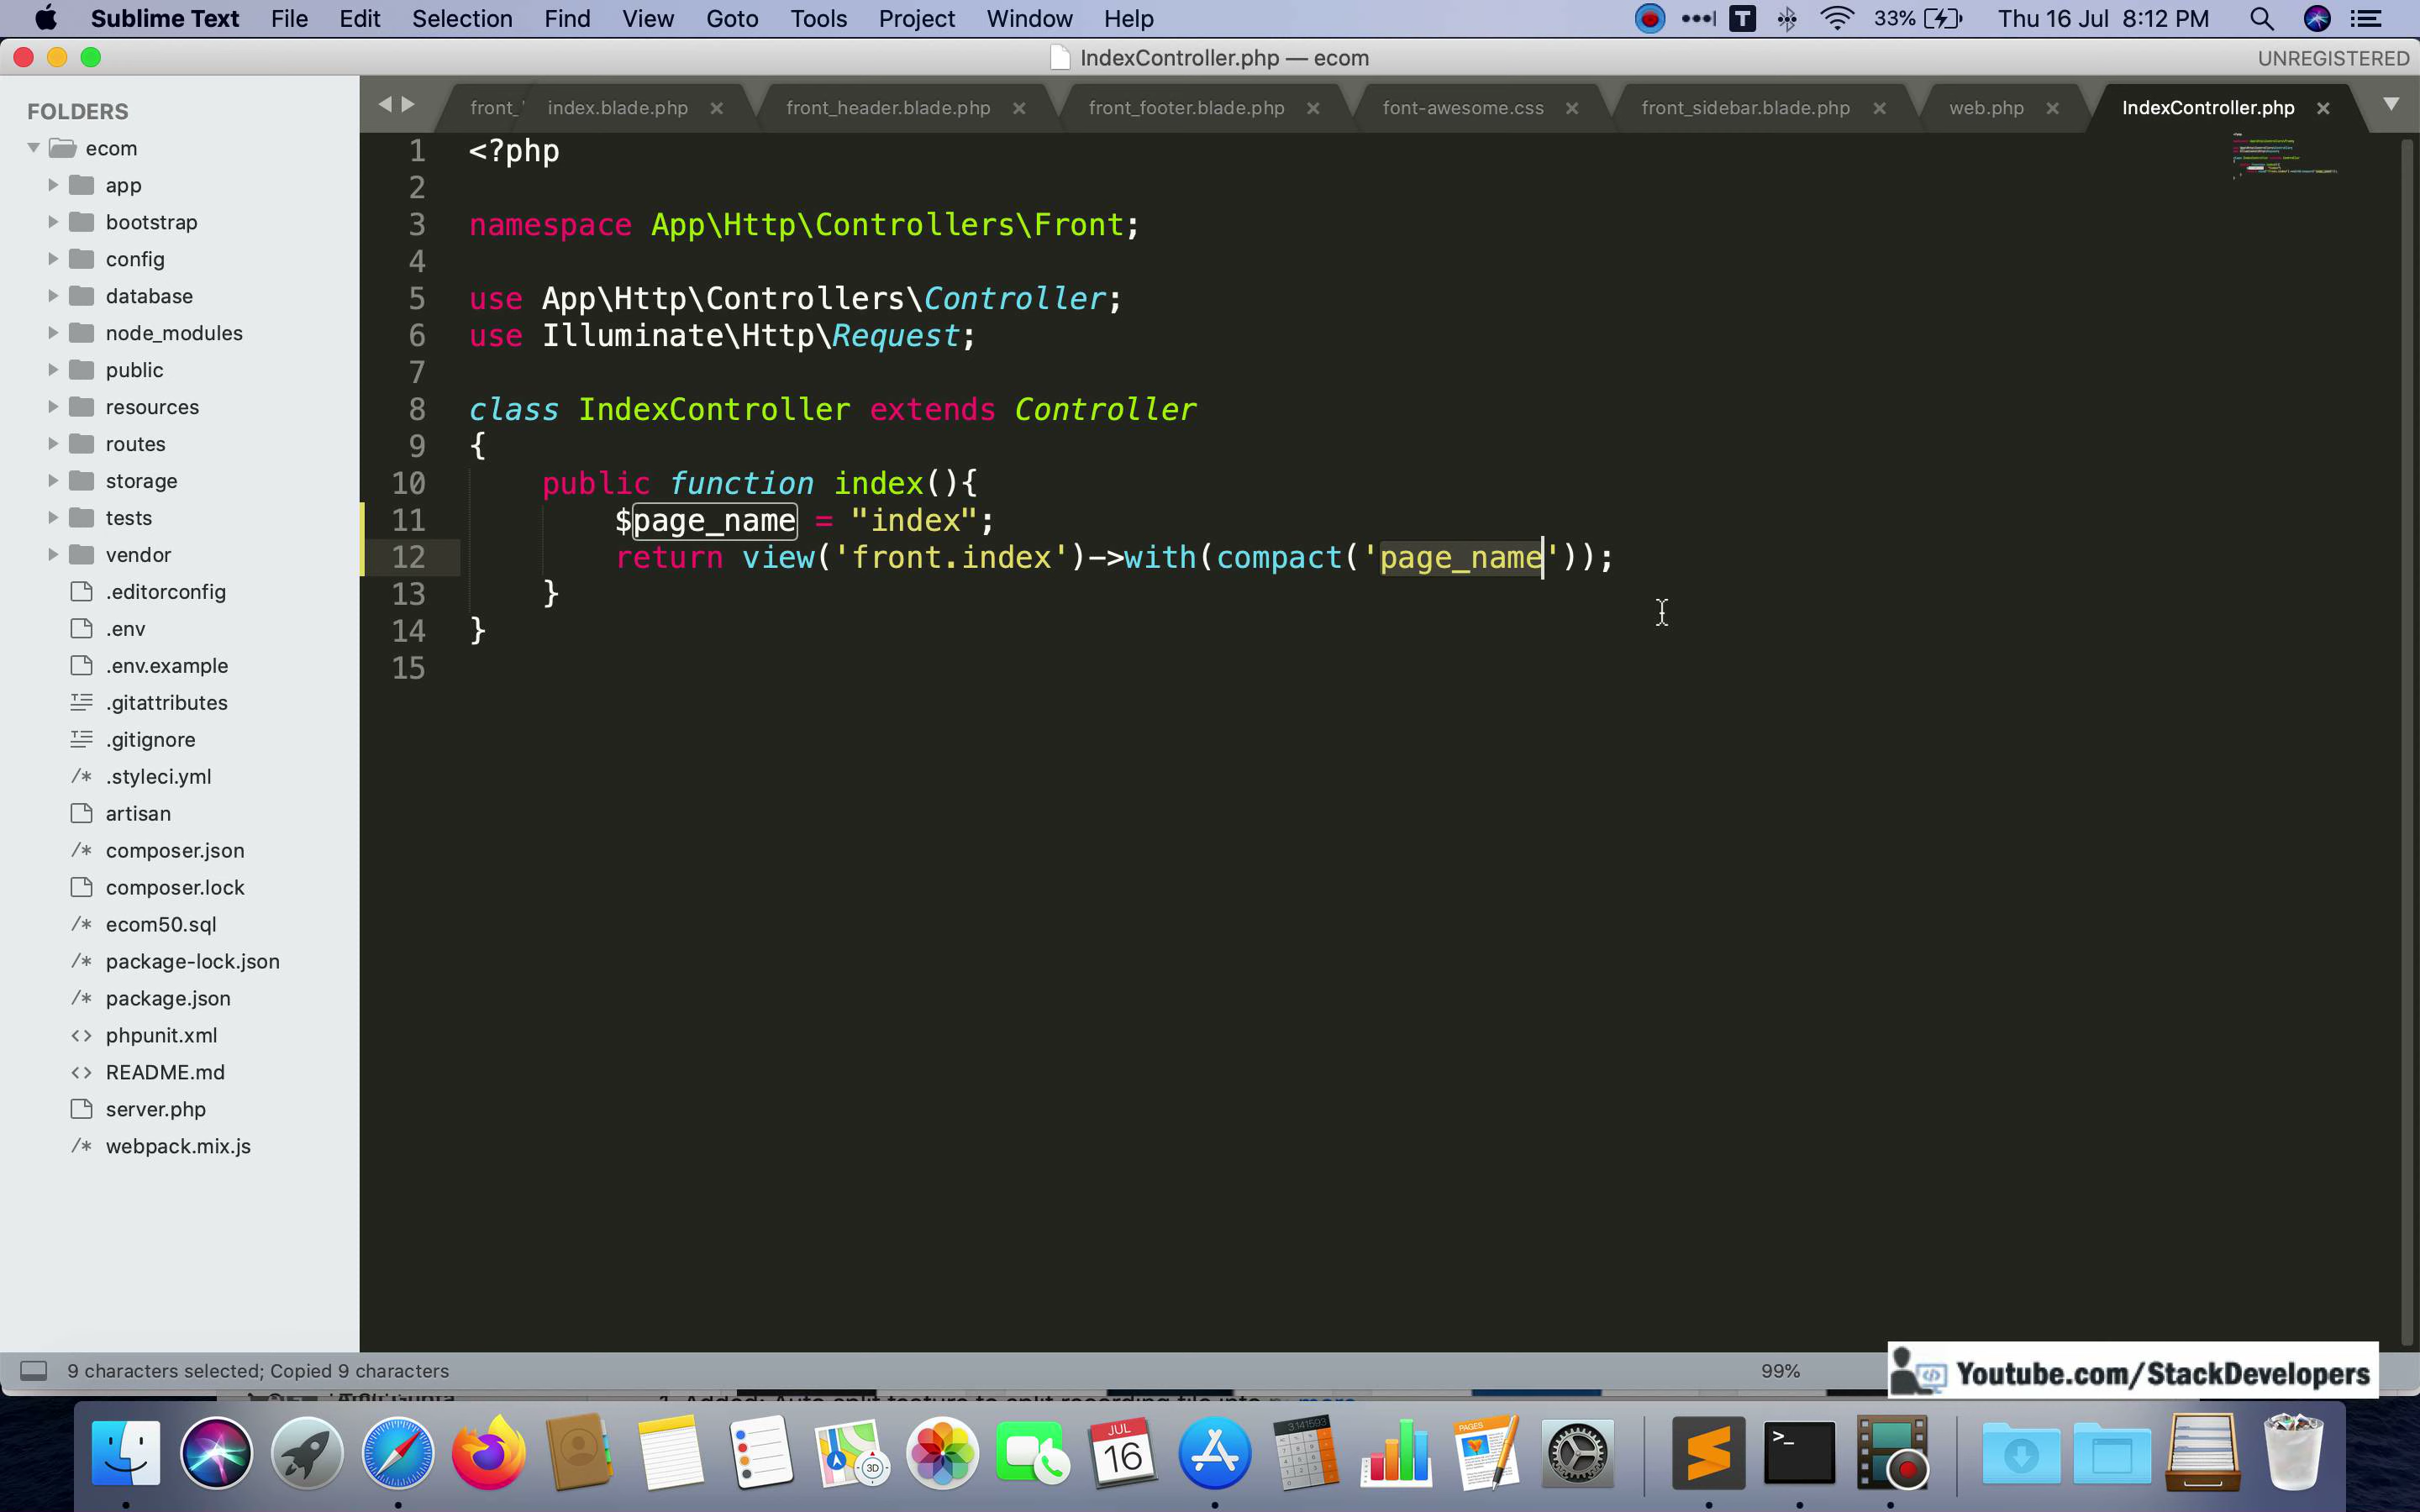 Sublime Text File Edit Selection Find View Goto Tools Project Window Help
T 33% Thu 16 Jul 8:12 PM
IndexController.php — ecom
UNREGISTERED
FOLDERS
ecom
app
bootstrap
config
database
node_modules
public
resources
routes
storage
tests
vendor
.editorconfig
.env
.env.example
.gitattributes
.gitignore
/* .styleci.yml
artisan
/* composer.json
composer.lock
/* ecom50.sql
/* package-lock.json
/* package.json
<> phpunit.xml
<> README.md
server.php
/* webpack.mix.js
front_ index.blade.php × front_header.blade.php × front_footer.blade.php × font-awesome.css × front_sidebar.blade.php × web.php × IndexController.php ×
1 <?php
2
3 namespace App\Http\Controllers\Front;
4
5 use App\Http\Controllers\Controller;
6 use Illuminate\Http\Request;
7
8 class IndexController extends Controller
9 {
10 public function index(){
11 $page_name = "index";
12 return view('front.index')->with(compact('page_name'));
13 }
14 }
15
9 characters selected; Copied 9 characters
99%
Youtube.com/StackDevelopers
more
JUL
16
3D
3.141593
PAGES
>_